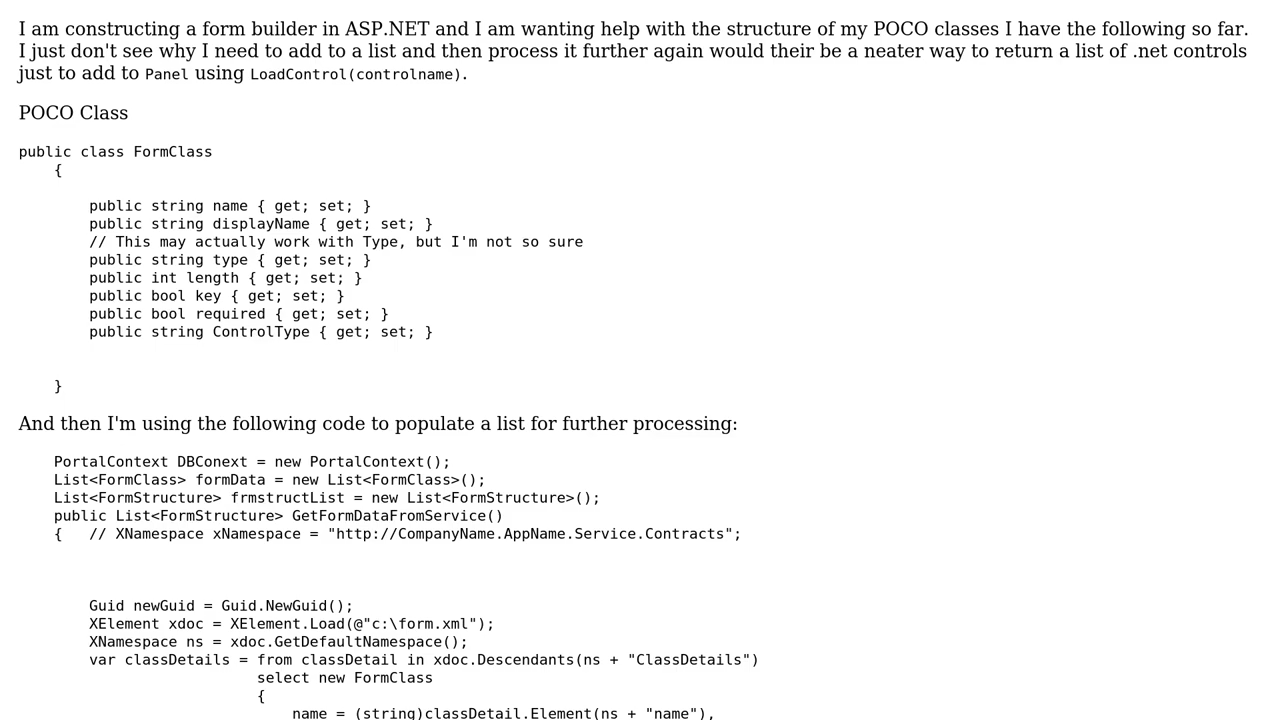 I am constructing a form builder in ASP.NET and I am wanting help with the structure of my POCO classes I have the following so far.
I just don't see why I need to add to a list and then process it further again would their be a neater way to return a list of .net controls
just to add to Panel using LoadControl(controlname).
POCO Class
public class FormClass
    {
        public string name { get; set; }
        public string displayName { get; set; }
        // This may actually work with Type, but I'm not so sure
        public string type { get; set; }
        public int length { get; set; }
        public bool key { get; set; }
        public bool required { get; set; }
        public string ControlType { get; set; }
    }
And then I'm using the following code to populate a list for further processing:
    PortalContext DBConext = new PortalContext();
    List<FormClass> formData = new List<FormClass>();
    List<FormStructure> frmstructList = new List<FormStructure>();
    public List<FormStructure> GetFormDataFromService()
    {   // XNamespace xNamespace = "http://CompanyName.AppName.Service.Contracts";
        Guid newGuid = Guid.NewGuid();
        XElement xdoc = XElement.Load(@"c:\form.xml");
        XNamespace ns = xdoc.GetDefaultNamespace();
        var classDetails = from classDetail in xdoc.Descendants(ns + "ClassDetails")
                           select new FormClass
                           {
                               name = (string)classDetail.Element(ns + "name"),